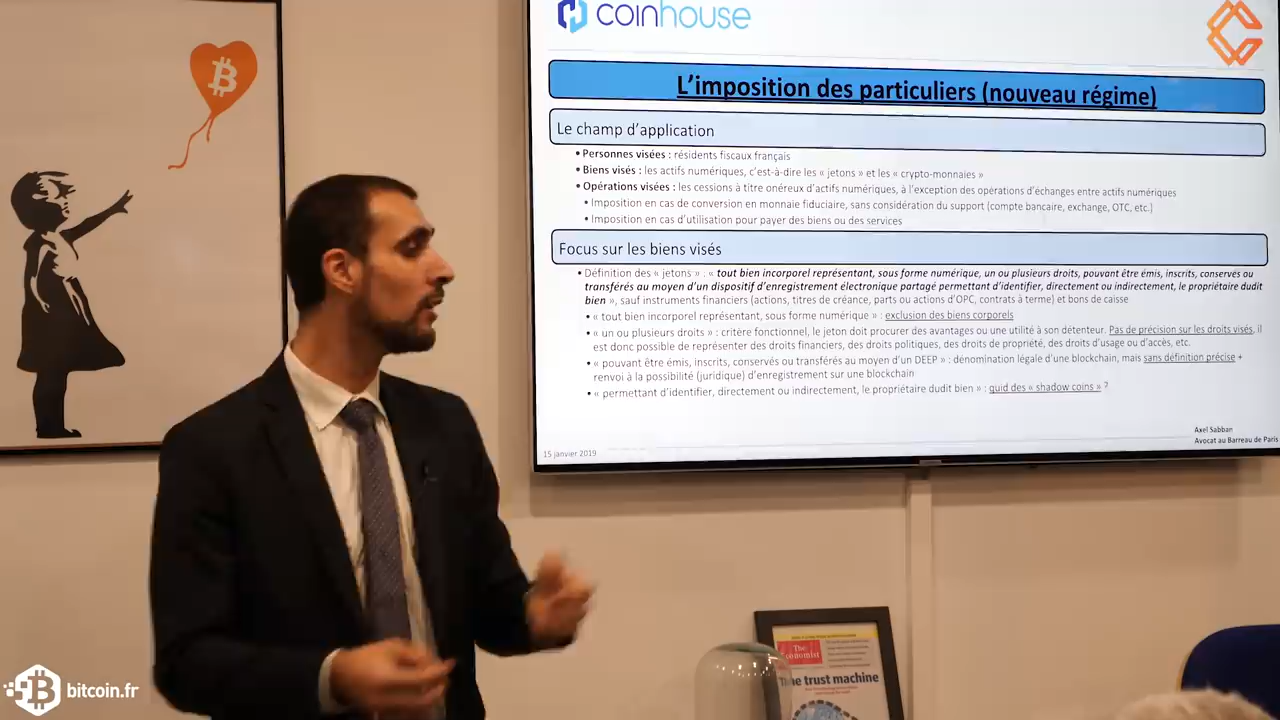 coinhouse
L'imposition des particuliers (nouveau régime)
Le champ d'application
• Personnes visées : résidents fiscaux français
• Biens visés : les actifs numériques, c'est-à-dire les « jetons » et les « crypto-monnaies »
• Opérations visées : les cessions à titre onéreux d'actifs numériques, à l'exception des opérations d'échanges entre actifs numériques
• Imposition en cas de conversion en monnaie fiduciaire, sans considération du support (compte bancaire, exchange, OTC, etc.)
• Imposition en cas d'utilisation pour payer des biens ou des services
Focus sur les biens visés
• Définition des « jetons » : « tout bien incorporel représentant, sous forme numérique, un ou plusieurs droits, pouvant être émis, inscrits, conservés ou
transférés au moyen d'un dispositif d'enregistrement électronique partagé permettant d'identifier, directement ou indirectement, le propriétaire dudit
bien », sauf instruments financiers (actions, titres de créance, parts ou actions d'OPC, contrats à terme) et bons de caisse
• « tout bien incorporel représentant, sous forme numérique » : exclusion des biens corporels
• « un ou plusieurs droits » : critère fonctionnel, le jeton doit procurer des avantages ou une utilité à son détenteur. Pas de précision sur les droits visés, il
est donc possible de représenter des droits financiers, des droits politiques, des droits de propriété, des droits d'usage ou d'accès, etc.
• « pouvant être émis, inscrits, conservés ou transférés au moyen d'un DEEP » : dénomination légale d'une blockchain, mais sans définition précise +
renvoi à la possibilité (juridique) d'enregistrement sur une blockchain
• « permettant d'identifier, directement ou indirectement, le propriétaire dudit bien » : quid des « shadow coins » ?
Axel Sabban
Avocat au Barreau de Paris
15 janvier 2019
The
Economist
trust machine
bitcoin.fr